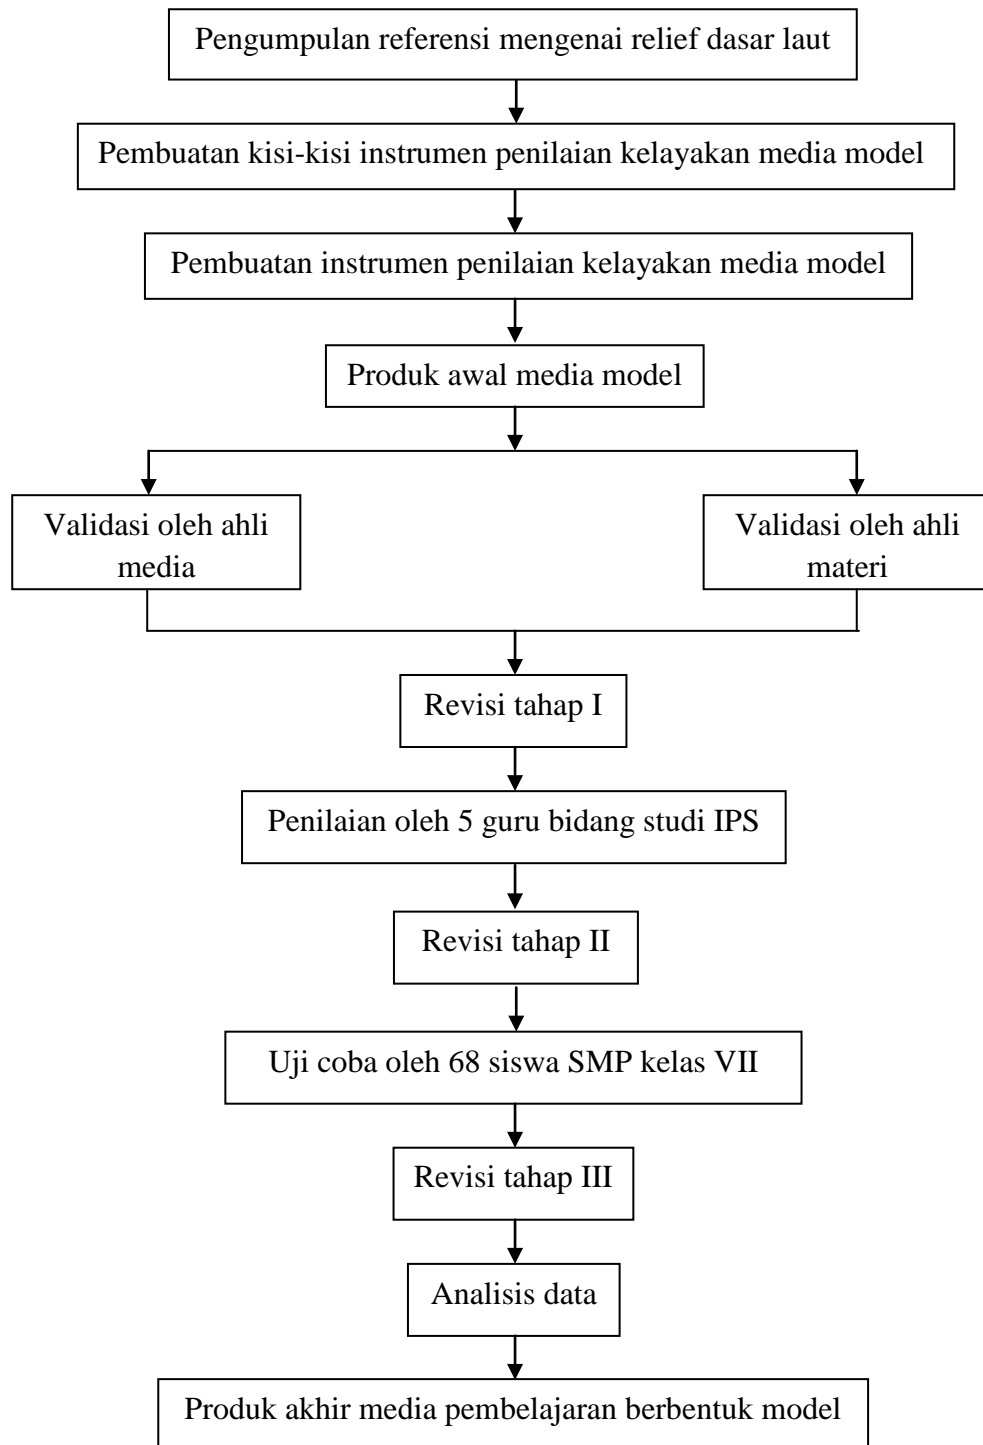 Pengumpulan referensi mengenai relief dasar laut
Pembuatan kisi-kisi instrumen penilaian kelayakan media model
Pembuatan instrumen penilaian kelayakan media model
Produk awal media model
Validasi oleh ahli
media
Validasi oleh ahli
materi
Revisi tahap I
Penilaian oleh 5 guru bidang studi IPS
Revisi tahap II
Uji coba oleh 68 siswa SMP kelas VII
Revisi tahap III
Analisis data
Produk akhir media pembelajaran berbentuk model